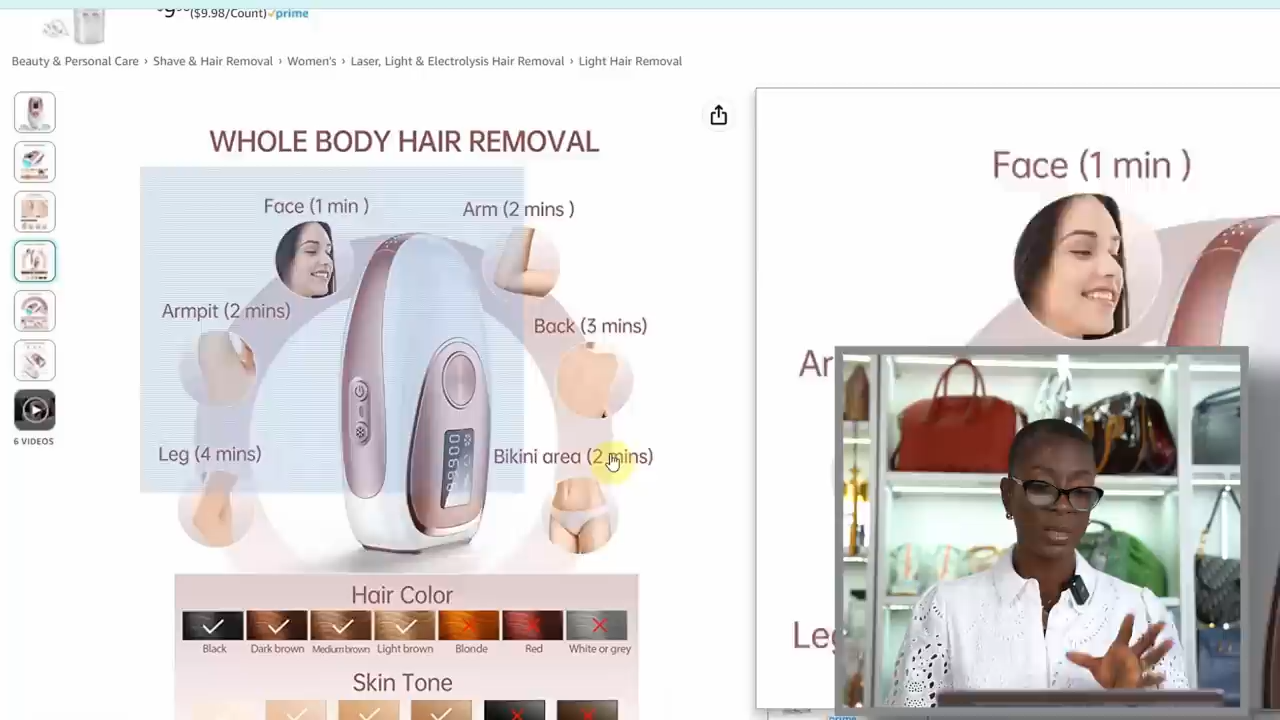 ($9.98/Count) prime
Beauty & Personal Care › Shave & Hair Removal › Women's › Laser, Light & Electrolysis Hair Removal › Light Hair Removal
WHOLE BODY HAIR REMOVAL
Face (1 min )
Arm (2 mins )
Armpit (2 mins)
Back (3 mins)
Leg (4 mins)
Bikini area (2 mins)
6 VIDEOS
Hair Color
Black
Dark brown
Medium brown
Light brown
Blonde
Red
White or grey
Skin Tone
Face (1 min )
Ar
Leg
prime